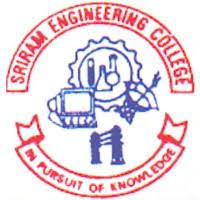 SRIRAM ENGINEERING COLLEGE
IN PURSUIT OF KNOWLEDGE